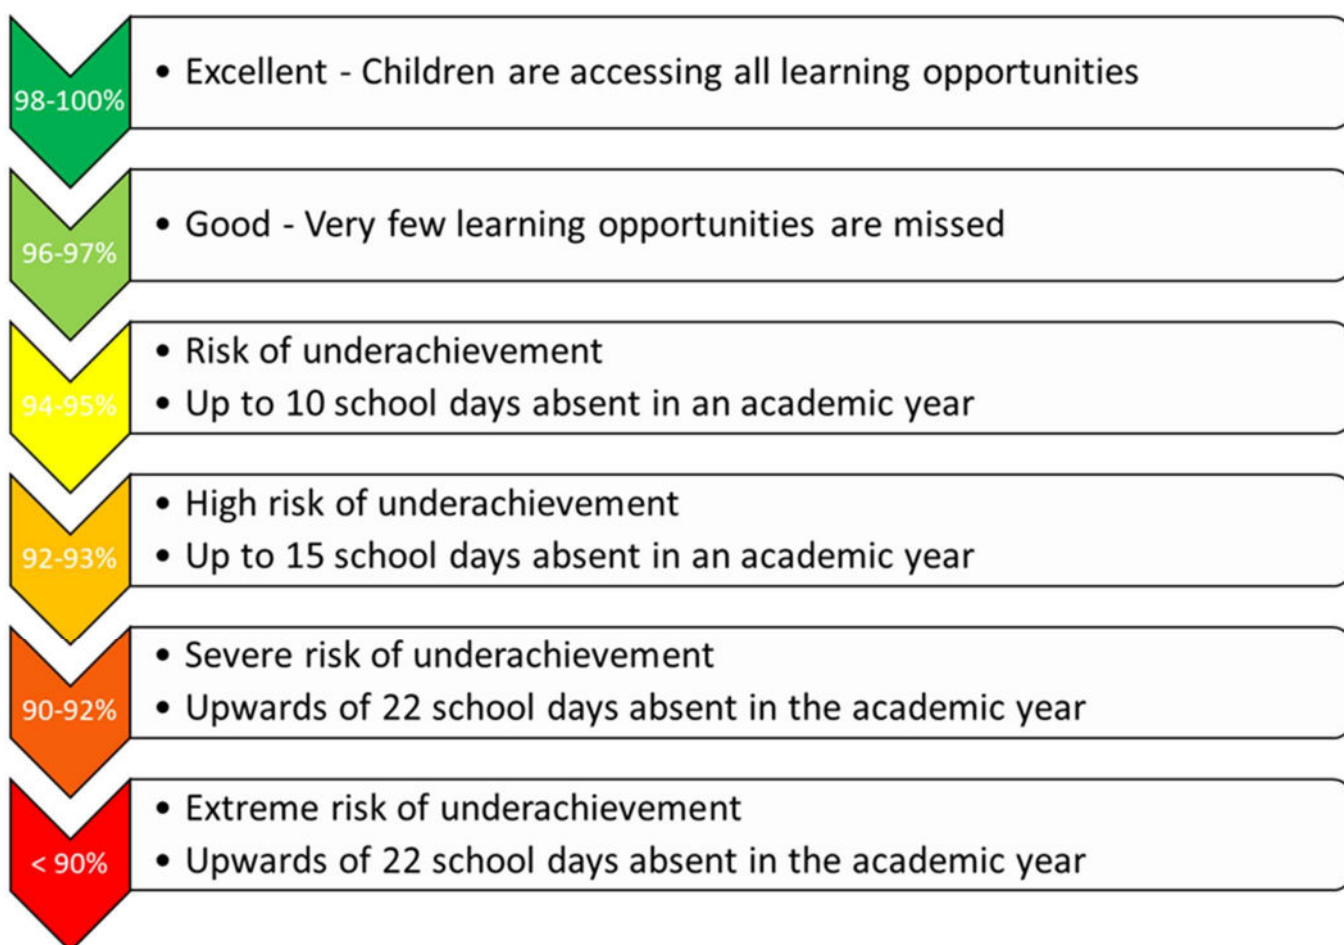 98-100%
• Excellent - Children are accessing all learning opportunities
96-97%
• Good - Very few learning opportunities are missed
94-95%
• Risk of underachievement
• Up to 10 school days absent in an academic year
92-93%
• High risk of underachievement
• Up to 15 school days absent in an academic year
90-92%
• Severe risk of underachievement
• Upwards of 22 school days absent in the academic year
< 90%
• Extreme risk of underachievement
• Upwards of 22 school days absent in the academic year